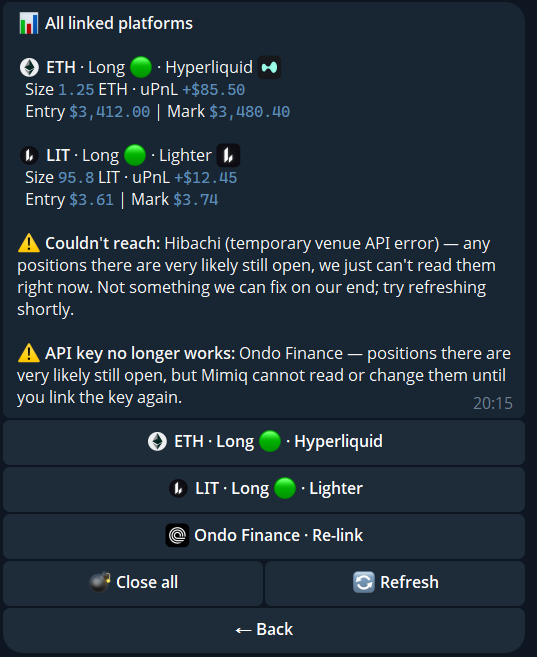 All linked platforms
ETH · Long · Hyperliquid
Size 1.25 ETH · uPnL +$85.50
Entry $3,412.00 | Mark $3,480.40
LIT · Long · Lighter
Size 95.8 LIT · uPnL +$12.45
Entry $3.61 | Mark $3.74
Couldn't reach: Hibachi (temporary venue API error) — any
positions there are very likely still open, we just can't read them
right now. Not something we can fix on our end; try refreshing
shortly.
API key no longer works: Ondo Finance — positions there are
very likely still open, but Mimiq cannot read or change them until
you link the key again.
20:15
ETH · Long · Hyperliquid
LIT · Long · Lighter
Ondo Finance · Re-link
Close all
Refresh
← Back